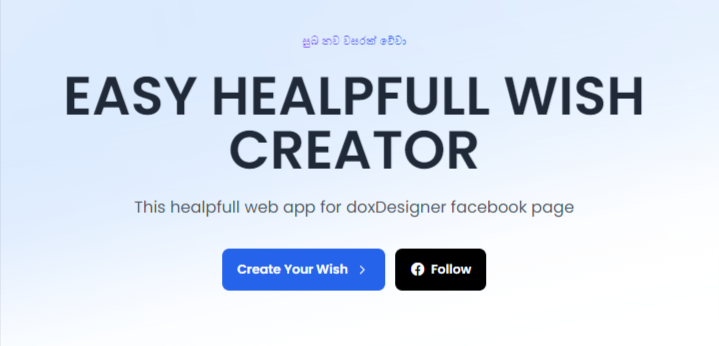 සුබ නව වසරක් වේවා
EASY HEALPFULL WISH
CREATOR
This healpfull web app for doxDesigner facebook page
Create Your Wish
Follow